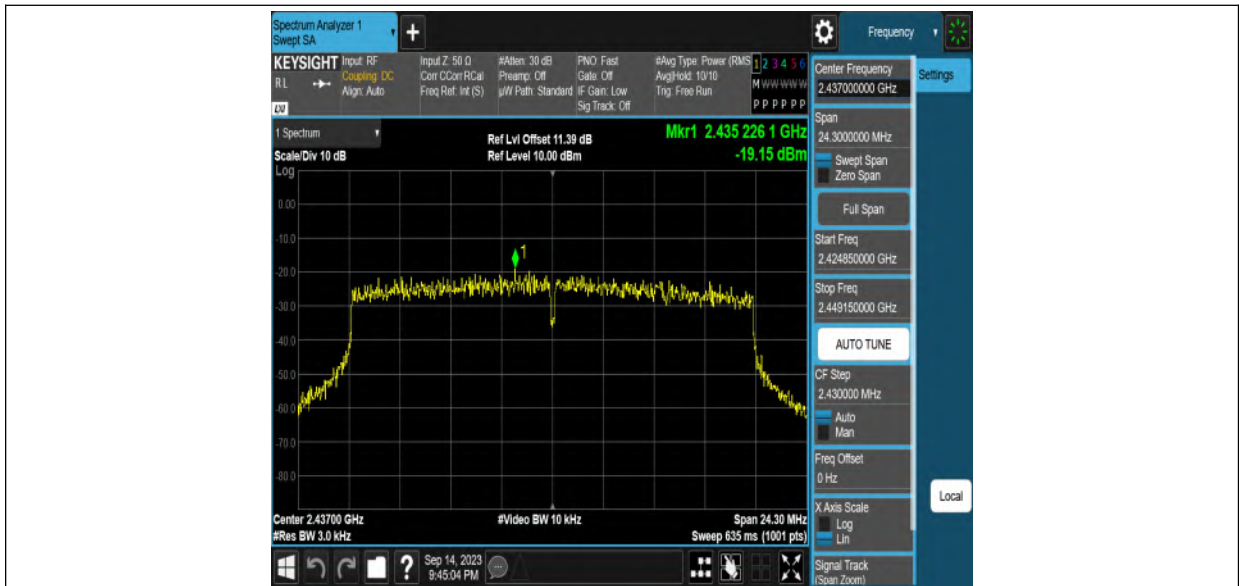 Spectrum Analyzer 1
Swept SA
+
Frequency
KEYSIGHT
RL
LXI
Input: RF
Coupling: DC
Align: Auto
Input Z: 50 Ω
Corr CCorr RCal
Freq Ref: Int (S)
#Atten: 30 dB
Preamp: Off
µW Path: Standard
PNO: Fast
Gate: Off
IF Gain: Low
Sig Track: Off
#Avg Type: Power (RMS
Avg|Hold: 10/10
Trig: Free Run
1 2 3 4 5 6
M W W W W W
P P P P P P
1 Spectrum
Scale/Div 10 dB
Log
Ref Lvl Offset 11.39 dB
Ref Level 10.00 dBm
Mkr1 2.435 226 1 GHz
-19.15 dBm
0.00
-10.0
-20.0
-30.0
-40.0
-50.0
-60.0
-70.0
-80.0
1
Center 2.43700 GHz
#Res BW 3.0 kHz
#Video BW 10 kHz
Span 24.30 MHz
Sweep 635 ms (1001 pts)
?
Sep 14, 2023
9:45:04 PM
Center Frequency
2.437000000 GHz
Span
24.3000000 MHz
Swept Span
Zero Span
Full Span
Start Freq
2.424850000 GHz
Stop Freq
2.449150000 GHz
AUTO TUNE
CF Step
2.430000 MHz
Auto
Man
Freq Offset
0 Hz
X Axis Scale
Log
Lin
Signal Track
(Span Zoom)
Settings
Local